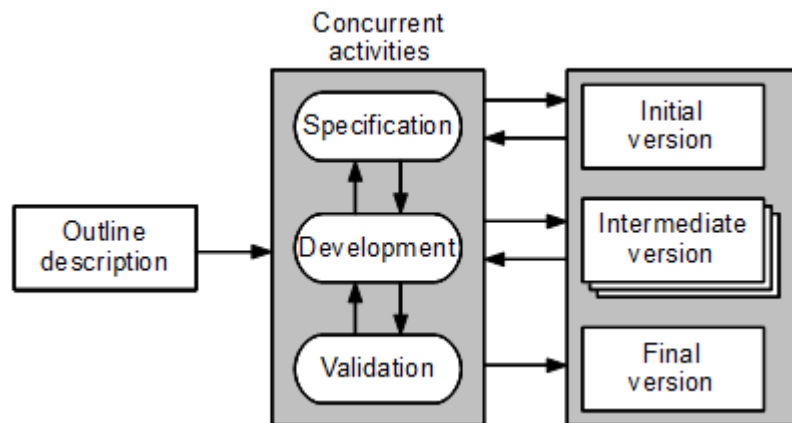 Concurrent
activities
Specification
Initial
version
Outline
description
Development
Intermediate
version
Validation
Final
version